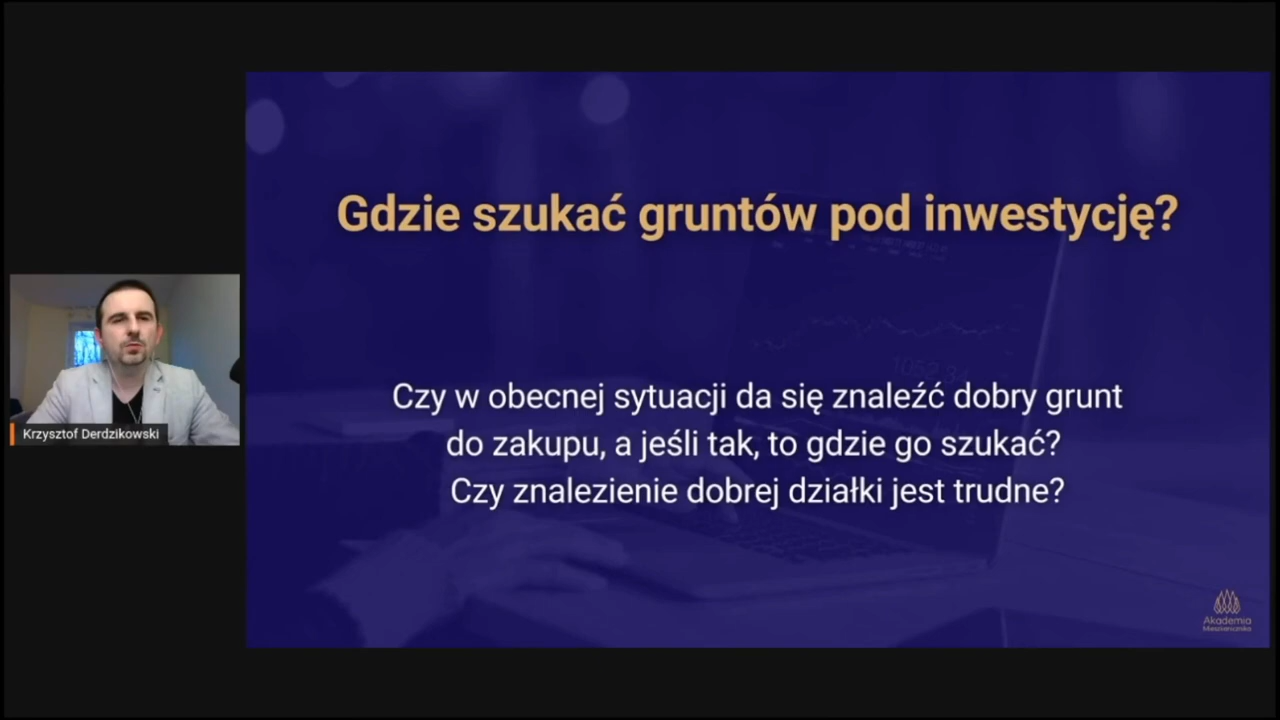 Gdzie szukać gruntów pod inwestycję?
Czy w obecnej sytuacji da się znaleźć dobry grunt
do zakupu, a jeśli tak, to gdzie go szukać?
Czy znalezienie dobrej działki jest trudne?
Krzysztof Derdzikowski
Akademia
Mieszkanicznika